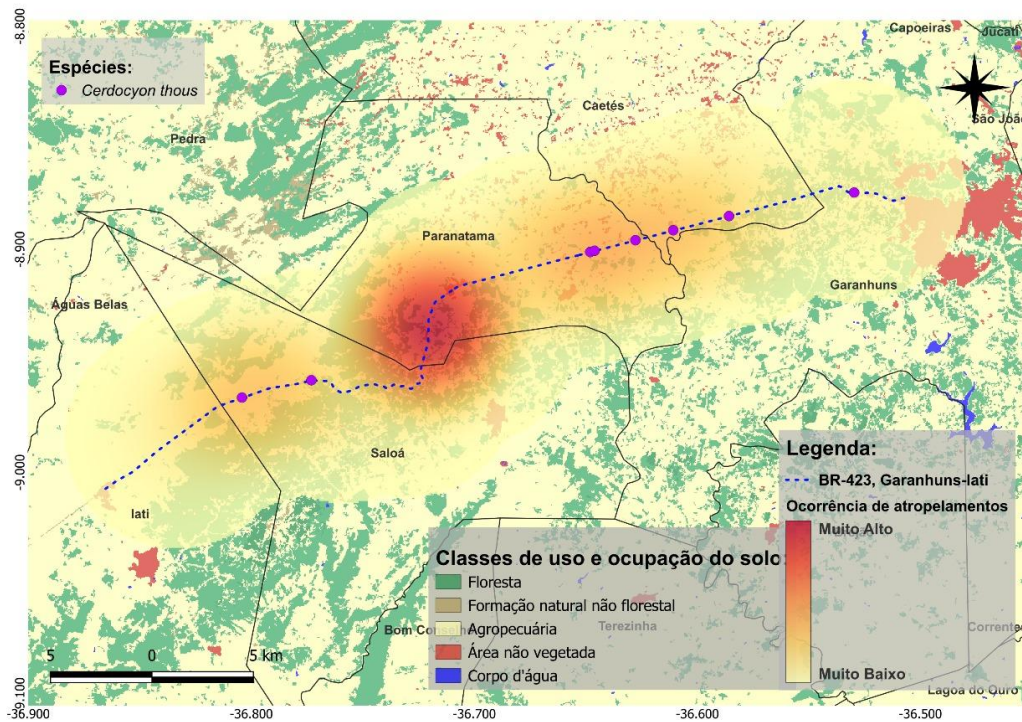 -8.800
-8.900
-9.000
-9.100
Espécies:
Cerdocyon thous
Capoeiras
Jucati
São João
Caetés
Pedra
Paranatama
Águas Belas
Garanhuns
Saloá
Iati
Legenda:
BR-423, Garanhuns-Iati
Ocorrência de atropelamentos
Muito Alto
Muito Baixo
Classes de uso e ocupação do solo:
Floresta
Formação natural não florestal
Agropecuária
Área não vegetada
Corpo d'água
Bom Conselh
Terezinha
Corrente
Lagoa do Ouro
5 0 5 km
-36.900 -36.800 -36.700 -36.600 -36.500